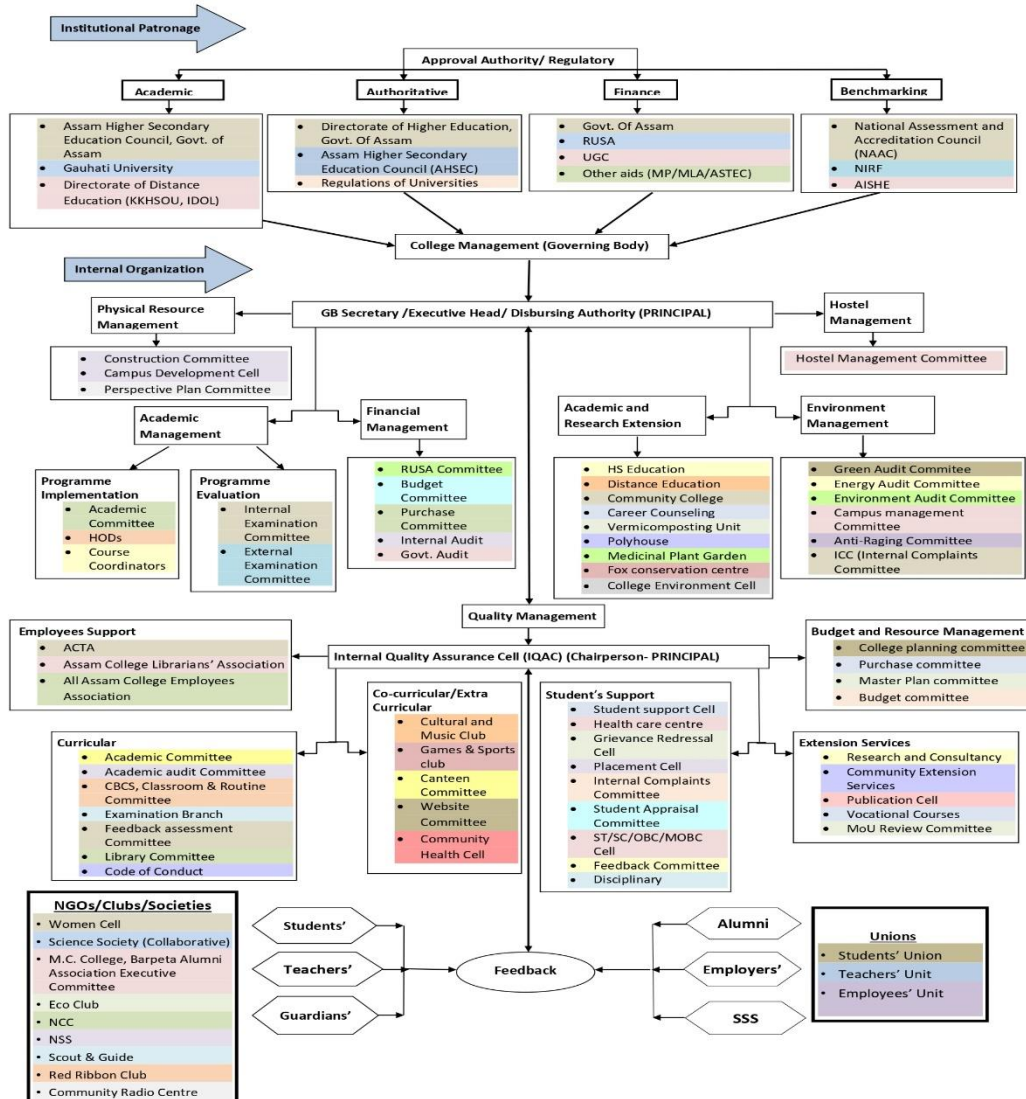 Institutional Patronage
Approval Authority/ Regulatory
Academic
Authoritative
Finance
Benchmarking
• Assam Higher Secondary
Education Council, Govt. of
Assam
• Gauhati University
• Directorate of Distance
Education (KKHSOU, IDOL)
• Directorate of Higher Education,
Govt. Of Assam
• Assam Higher Secondary
Education Council (AHSEC)
• Regulations of Universities
• Govt. Of Assam
• RUSA
• UGC
• Other aids (MP/MLA/ASTEC)
• National Assessment and
Accreditation Council
(NAAC)
• NIRF
• AISHE
College Management (Governing Body)
Internal Organization
Physical Resource
Management
GB Secretary /Executive Head/ Disbursing Authority (PRINCIPAL)
Hostel
Management
• Construction Committee
• Campus Development Cell
• Perspective Plan Committee
• Hostel Management Committee
Academic
Management
Financial
Management
Academic and
Research Extension
Environment
Management
Programme
Implementation
• Academic
Committee
• HODs
• Course
Coordinators
Programme
Evaluation
• Internal
Examination
Committee
• External
Examination
Committee
• RUSA Committee
• Budget
Committee
• Purchase
Committee
• Internal Audit
• Govt. Audit
• HS Education
• Distance Education
• Community College
• Career Counseling
• Vermicomposting Unit
• Polyhouse
• Medicinal Plant Garden
• Fox conservation centre
• College Environment Cell
• Green Audit Commitee
• Energy Audit Committee
• Environment Audit Committee
• Campus management
Committee
• Anti-Raging Committee
• ICC (Internal Complaints
Committee)
Quality Management
Employees Support
• ACTA
• Assam College Librarians' Association
• All Assam College Employees
Association
Internal Quality Assurance Cell (IQAC) (Chairperson- PRINCIPAL)
Budget and Resource Management
• College planning committee
• Purchase committee
• Master Plan committee
• Budget committee
Curricular
• Academic Committee
• Academic audit Committee
• CBCS, Classroom & Routine
Committee
• Examination Branch
• Feedback assessment
Committee
• Library Committee
• Code of Conduct
Co-curricular/Extra
Curricular
• Cultural and
Music Club
• Games & Sports
club
• Canteen
Committee
• Website
Committee
• Community
Health Cell
Student's Support
• Student support Cell
• Health care centre
• Grievance Redressal
Cell
• Placement Cell
• Internal Complaints
Committee
• Student Appraisal
Committee
• ST/SC/OBC/MOBC
Cell
• Feedback Committee
• Disciplinary
Extension Services
• Research and Consultancy
• Community Extension
Services
• Publication Cell
• Vocational Courses
• MoU Review Committee
NGOs/Clubs/Societies
• Women Cell
• Science Society (Collaborative)
• M.C. College, Barpeta Alumni
Association Executive
Committee
• Eco Club
• NCC
• NSS
• Scout & Guide
• Red Ribbon Club
• Community Radio Centre
Students'
Teachers'
Guardians'
Feedback
Alumni
Employers'
SSS
Unions
• Students' Union
• Teachers' Unit
• Employees' Unit